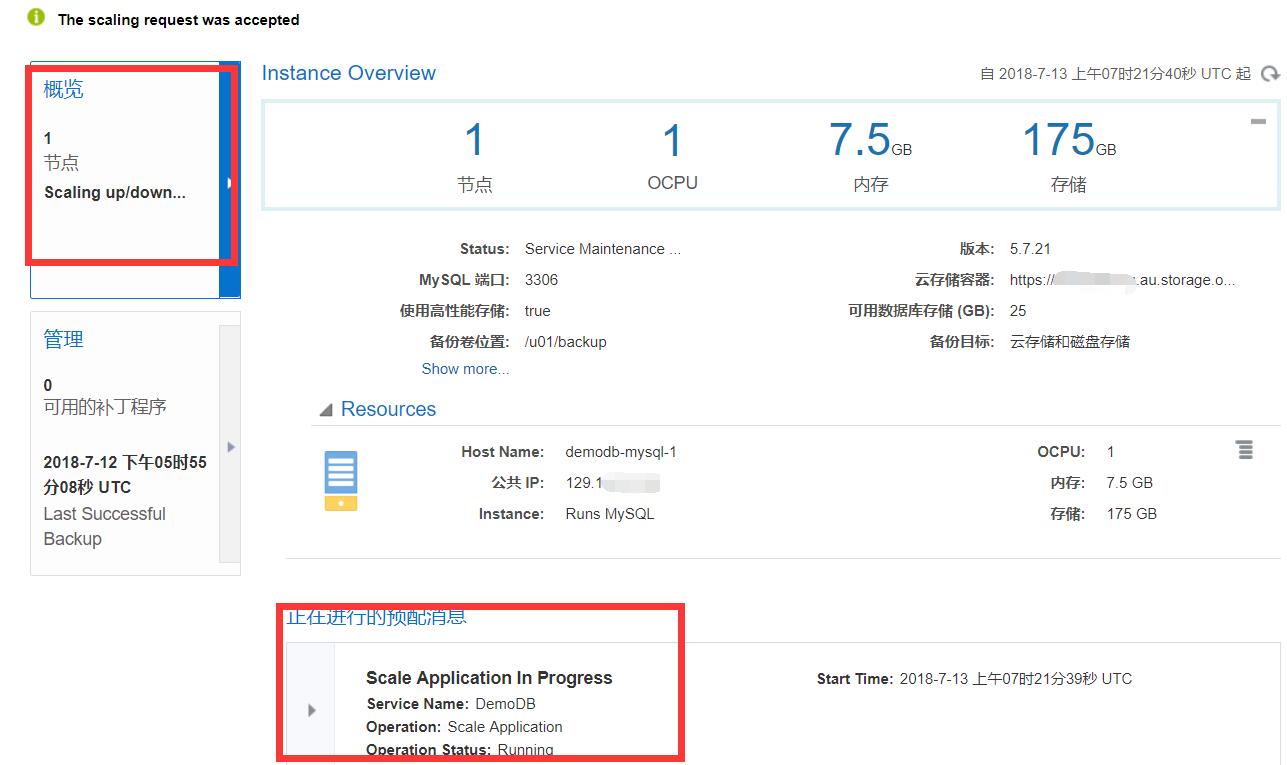 The scaling request was accepted
概览
1
节点
Scaling up/down...
Instance Overview
自 2018-7-13 上午07时21分40秒 UTC 起
1 1 7.5GB 175GB
节点 OCPU 内存 存储
Status: Service Maintenance ... 版本: 5.7.21
MySQL 端口: 3306 云存储容器: https:// .au.storage.o...
使用高性能存储: true 可用数据库存储 (GB): 25
备份卷位置: /u01/backup 备份目标: 云存储和磁盘存储
Show more...
管理
0
可用的补丁程序
2018-7-12 下午05时55
分08秒 UTC
Last Successful
Backup
Resources
Host Name: demodb-mysql-1 OCPU: 1
公共 IP: 129.1 内存: 7.5 GB
Instance: Runs MySQL 存储: 175 GB
正在进行的预配消息
Scale Application In Progress Start Time: 2018-7-13 上午07时21分39秒 UTC
Service Name: DemoDB
Operation: Scale Application
Operation Status: Running